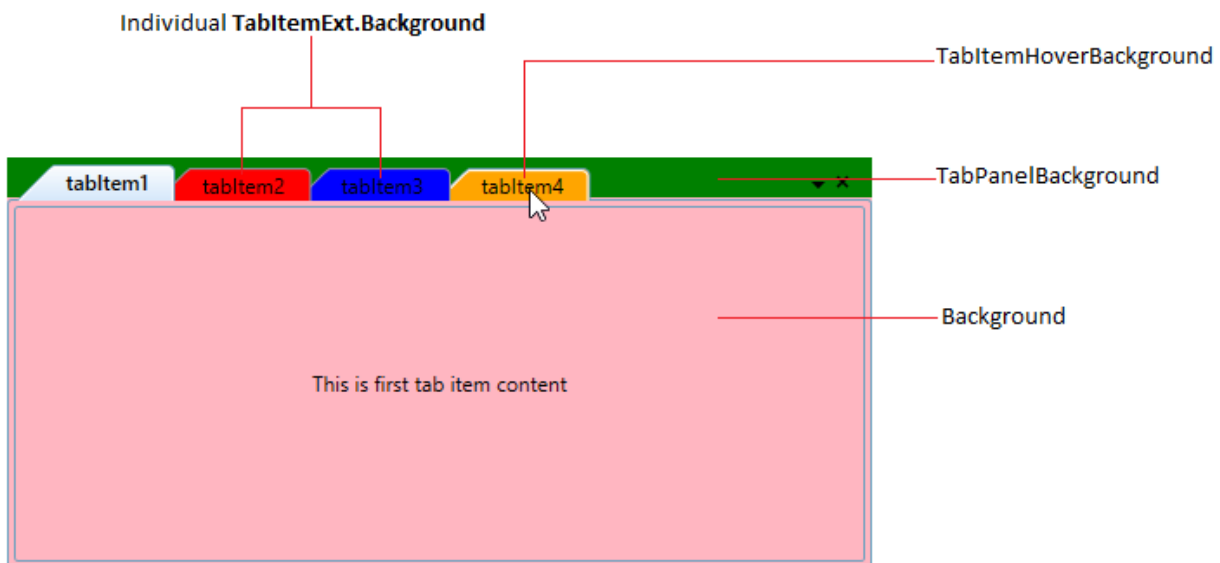 Individual TabItemExt.Background
TabItemHoverBackground
tabItem1 tabItem2 tabItem3 tabItem4
TabPanelBackground
Background
This is first tab item content